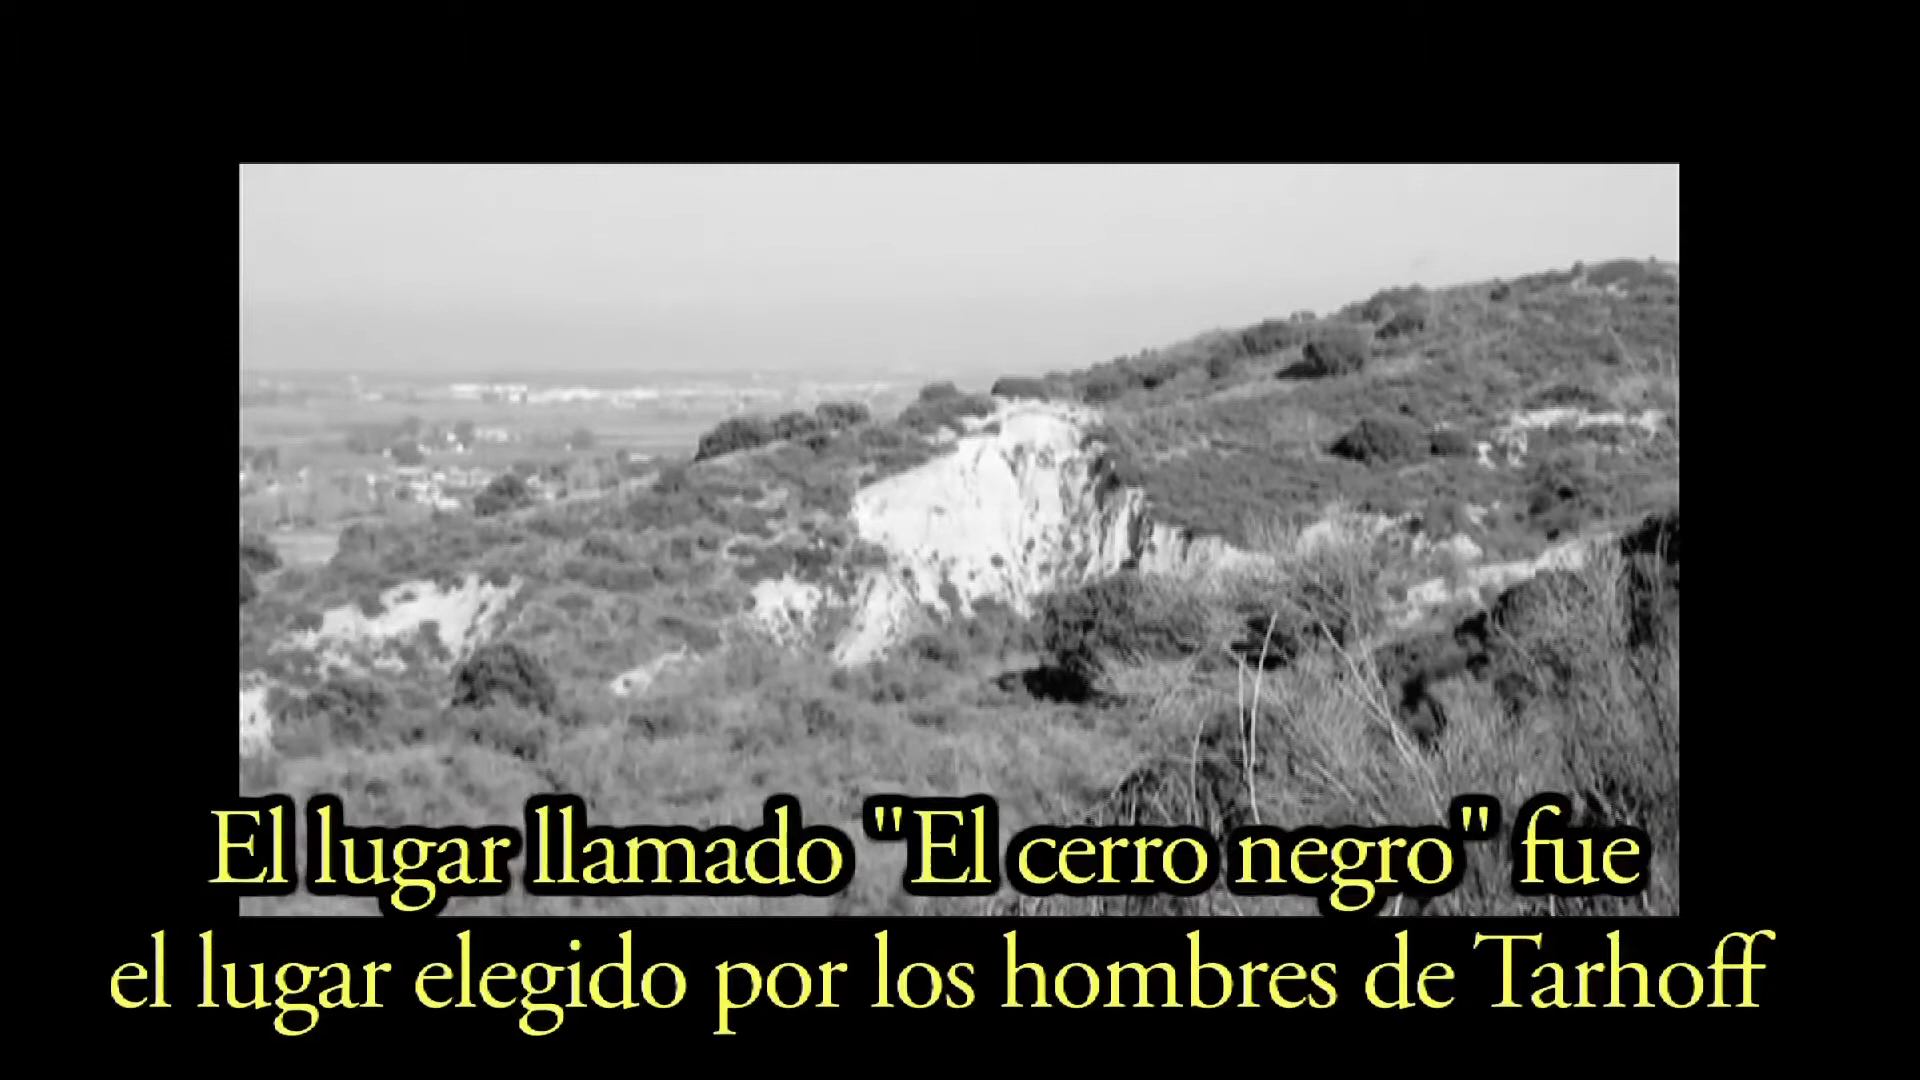 El lugar llamado "El cerro negro" fue
el lugar elegido por los hombres de Tarhoff